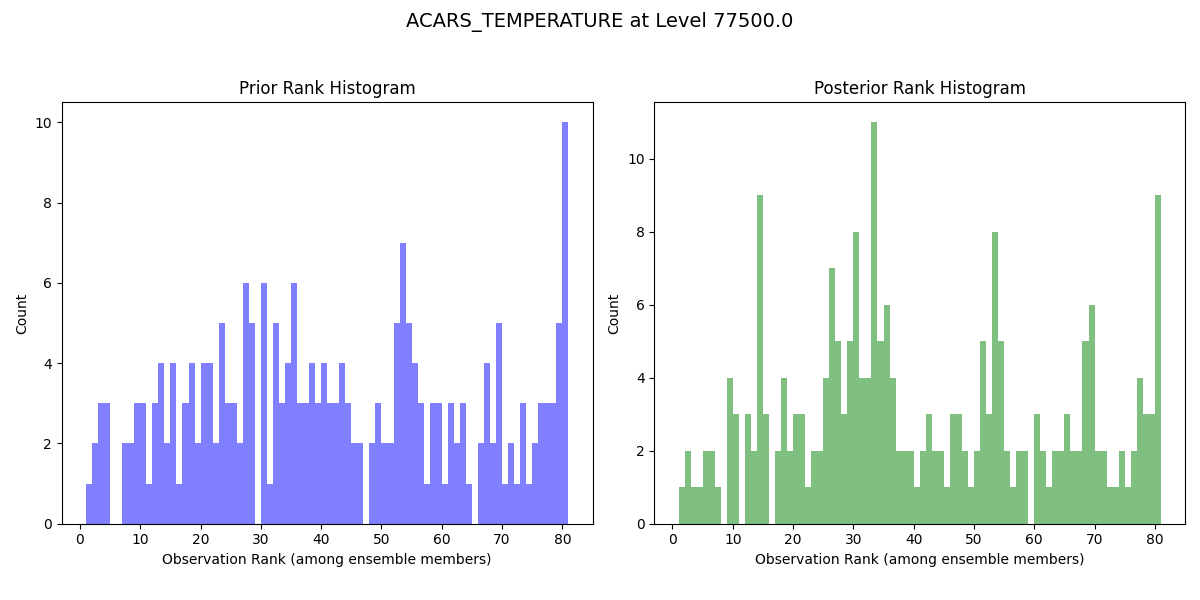 ACARS_TEMPERATURE at Level 77500.0
Prior Rank Histogram
Count
0
2
4
6
8
10
0 10 20 30 40 50 60 70 80
Observation Rank (among ensemble members)
Posterior Rank Histogram
Count
0
2
4
6
8
10
0 10 20 30 40 50 60 70 80
Observation Rank (among ensemble members)